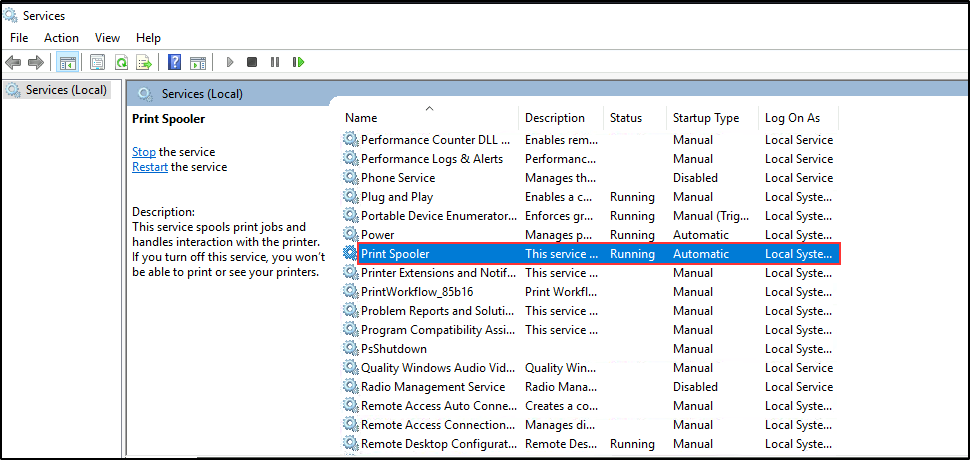 Services
File Action View Help
Services (Local)
Services (Local)
Print Spooler
Stop the service
Restart the service
Description:
This service spools print jobs and
handles interaction with the printer.
If you turn off this service, you won't
be able to print or see your printers.
Name Description Status Startup Type Log On As
Performance Counter DLL ... Enables rem... Manual Local Service
Performance Logs & Alerts Performanc... Manual Local Service
Phone Service Manages th... Disabled Local Service
Plug and Play Enables a c... Running Manual Local Syste...
Portable Device Enumerator... Enforces gr... Running Manual (Trig... Local Syste...
Power Manages p... Running Automatic Local Syste...
Print Spooler This service ... Running Automatic Local Syste...
Printer Extensions and Notif... This service ... Manual Local Syste...
PrintWorkflow_85b16 Print Workfl... Manual Local Syste...
Problem Reports and Soluti... This service ... Manual Local Syste...
Program Compatibility Assi... This service ... Manual Local Syste...
PsShutdown Manual Local Syste...
Quality Windows Audio Vid... Quality Win... Manual Local Service
Radio Management Service Radio Mana... Disabled Local Service
Remote Access Auto Conne... Creates a co... Manual Local Syste...
Remote Access Connection... Manages di... Manual Local Syste...
Remote Desktop Configurat... Remote Des... Running Manual Local Syste...